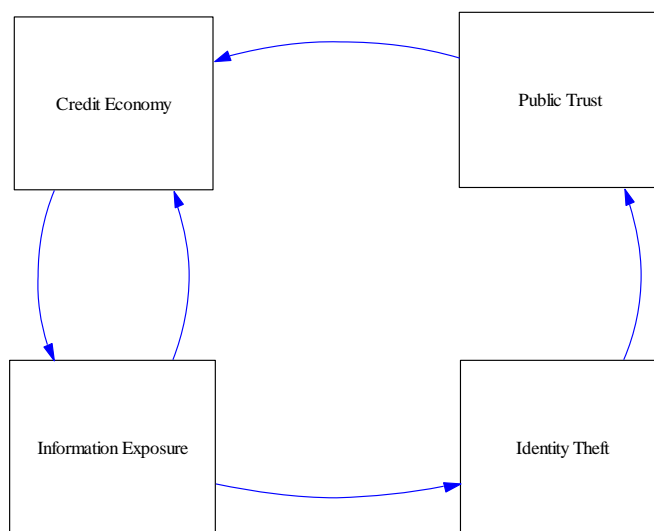 Credit Economy
Public Trust
Information Exposure
Identity Theft